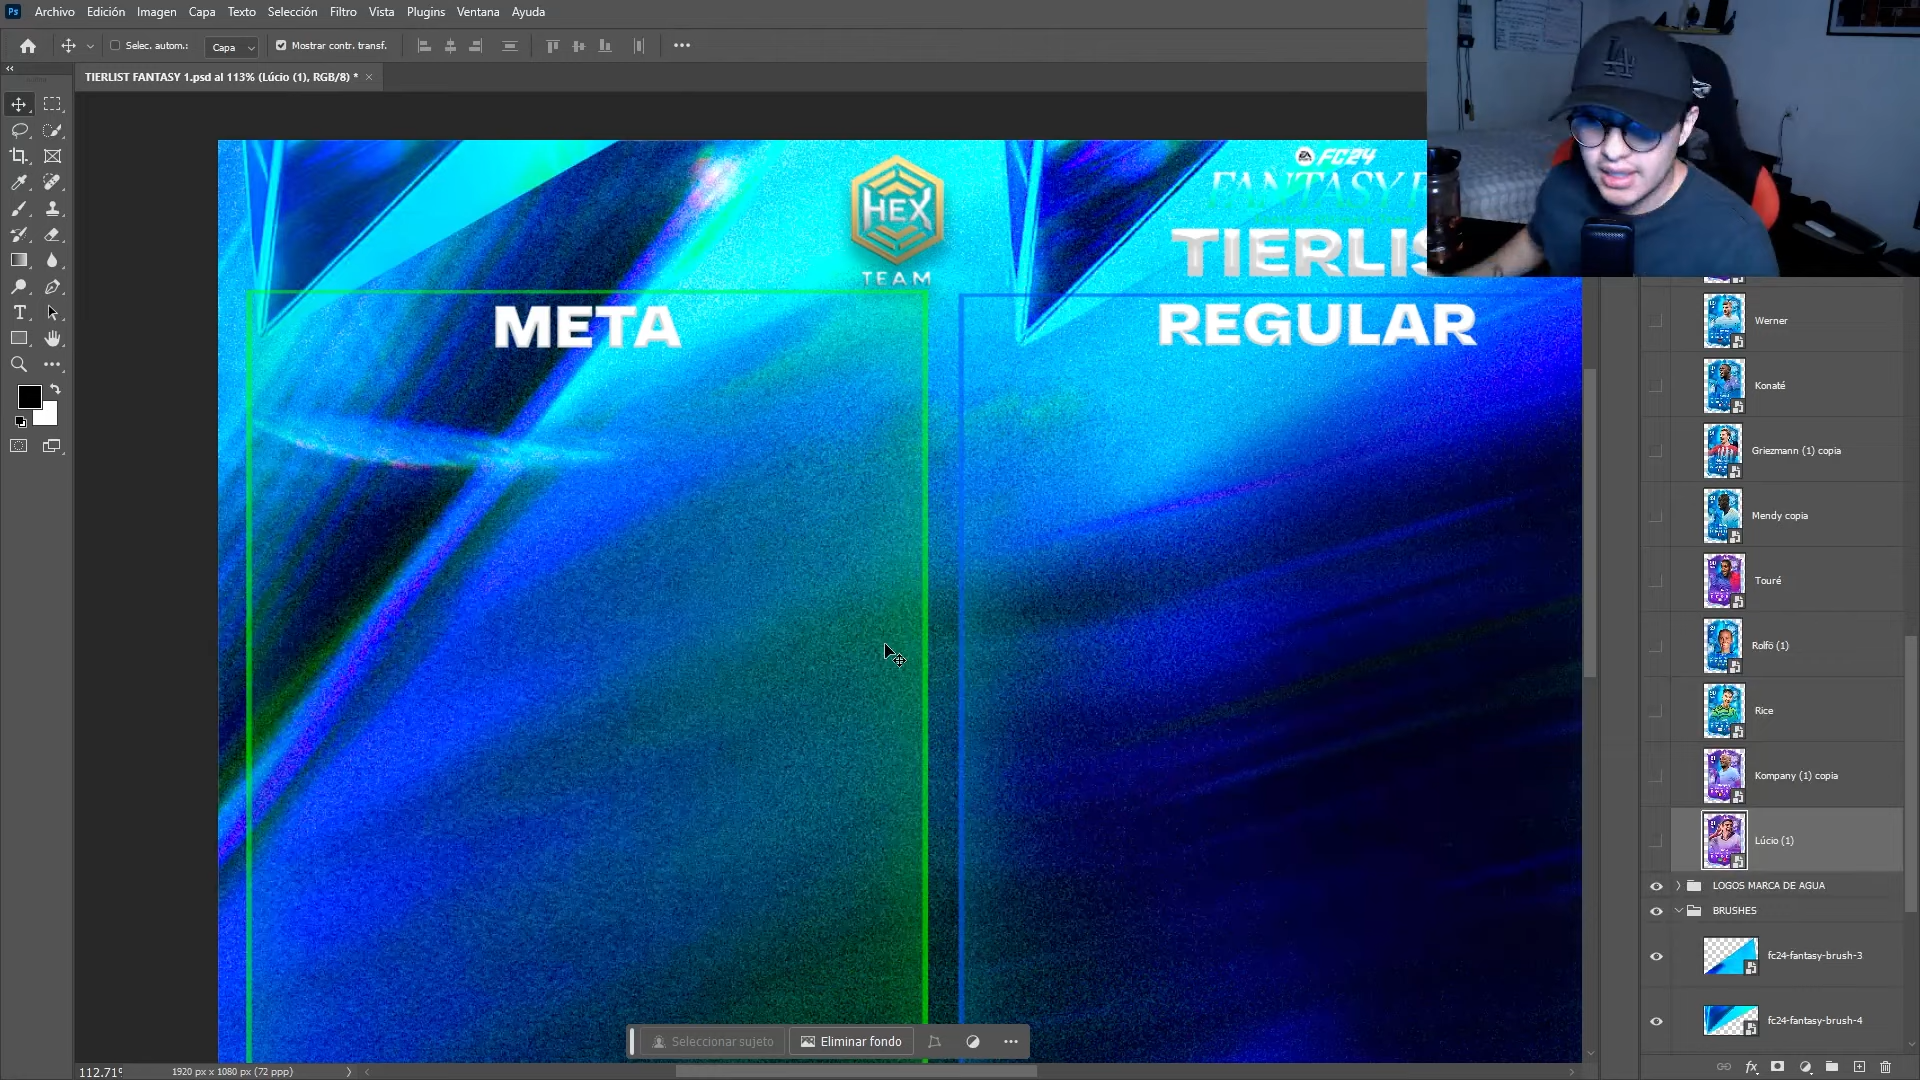 Ps Archivo Edición Imagen Capa Texto Selección Filtro Vista Plugins Ventana Ayuda
Selec. autom.: Capa Mostrar contr. transf.
TIERLIST FANTASY 1.psd al 113% (Lúcio (1), RGB/8) *
LA
FC24
FANTASY
HEX
TEAM
TIERLIS
META
REGULAR
Werner
Konaté
Griezmann (1) copia
Mendy copia
Touré
Rolfö (1)
Rice
Kompany (1) copia
Lúcio (1)
LOGOS MARCA DE AGUA
BRUSHES
fc24-fantasy-brush-3
fc24-fantasy-brush-4
Seleccionar sujeto
Eliminar fondo
1920 px x 1080 px (72 ppp)